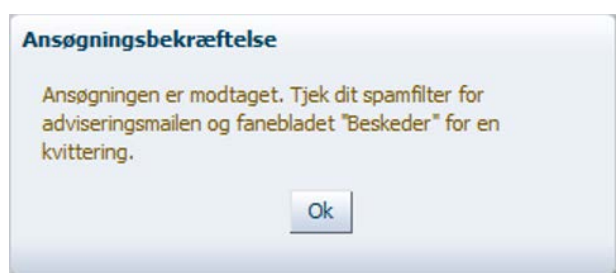 Ansøgningsbekræftelse
Ansøgningen er modtaget. Tjek dit spamfilter for
adviseringsmailen og fanebladet "Beskeder" for en
kvittering.
Ok